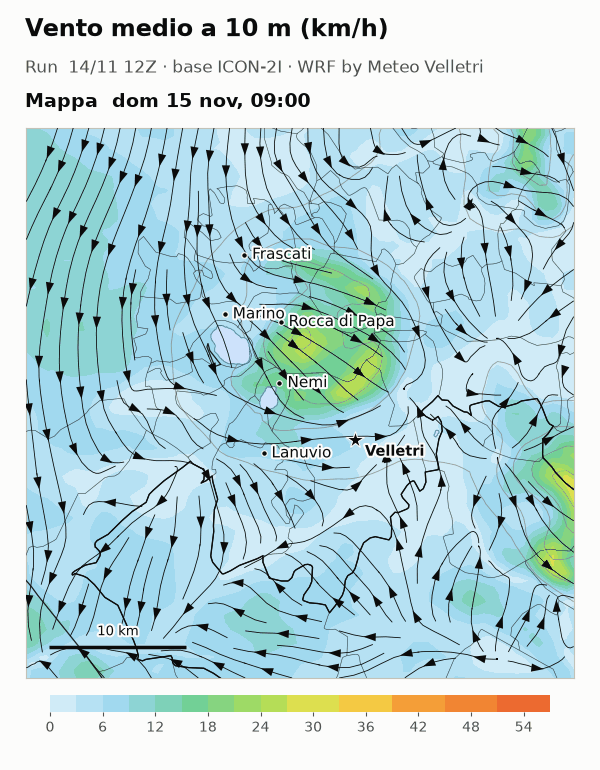 Vento medio a 10 m (km/h)
Run  14/11 12Z · base ICON-2I · WRF by Meteo Velletri
Mappa  dom 15 nov, 09:00
Frascati
Marino
Rocca di Papa
Nemi
Lanuvio
Velletri
10 km
0 6 12 18 24 30 36 42 48 54